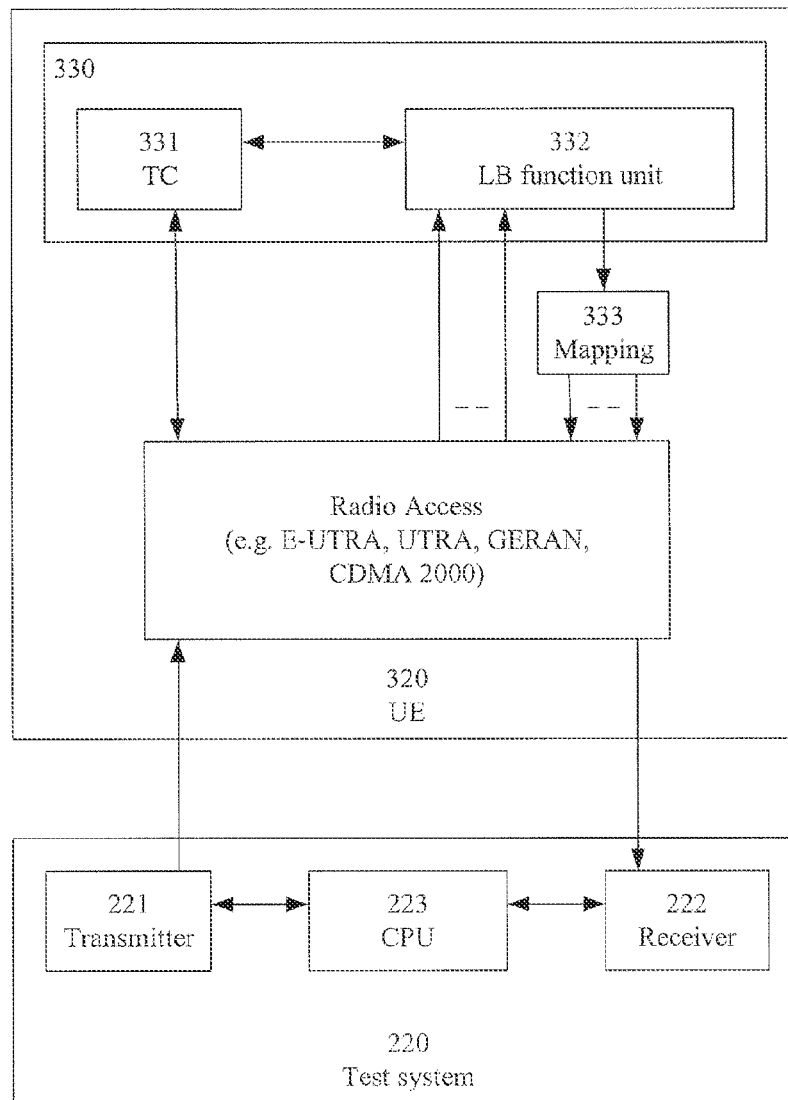 330
331
TC
332
LB function unit
333
Mapping
Radio Access
(e.g. E-UTRA, UTRA, GERAN,
CDMA 2000)
320
UE
221
Transmitter
223
CPU
222
Receiver
220
Test system